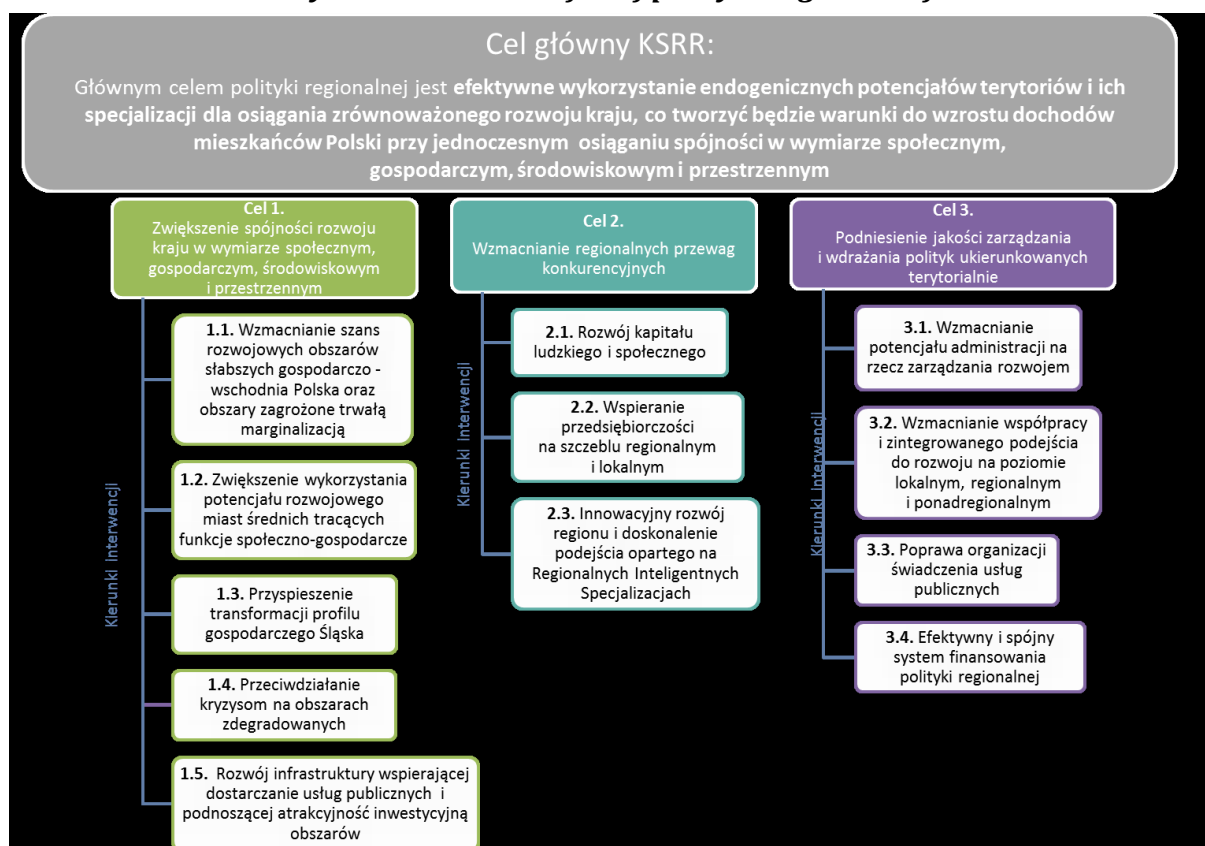 Cel główny KSRR:
Głównym celem polityki regionalnej jest efektywne wykorzystanie endogenicznych potencjałów terytoriów i ich
specjalizacji dla osiągania zrównoważonego rozwoju kraju, co tworzyć będzie warunki do wzrostu dochodów
mieszkańców Polski przy jednoczesnym osiąganiu spójności w wymiarze społecznym,
gospodarczym, środowiskowym i przestrzennym
Cel 1.
Zwiększenie spójności rozwoju
kraju w wymiarze społecznym,
gospodarczym, środowiskowym
i przestrzennym
Kierunki interwencji
1.1. Wzmacnianie szans
rozwojowych obszarów
słabszych gospodarczo -
wschodnia Polska oraz
obszary zagrożone trwałą
marginalizacją
1.2. Zwiększenie wykorzystania
potencjału rozwojowego
miast średnich tracących
funkcje społeczno-gospodarcze
1.3. Przyspieszenie
transformacji profilu
gospodarczego Śląska
1.4. Przeciwdziałanie
kryzysom na obszarach
zdegradowanych
1.5. Rozwój infrastruktury wspierającej
dostarczanie usług publicznych i
podnoszącej atrakcyjność inwestycyjną
obszarów
Cel 2.
Wzmacnianie regionalnych przewag
konkurencyjnych
Kierunki interwencji
2.1. Rozwój kapitału
ludzkiego i społecznego
2.2. Wspieranie
przedsiębiorczości
na szczeblu regionalnym
i lokalnym
2.3. Innowacyjny rozwój
regionu i doskonalenie
podejścia opartego na
Regionalnych Inteligentnych
Specjalizacjach
Cel 3.
Podniesienie jakości zarządzania
i wdrażania polityk ukierunkowanych
terytorialnie
Kierunki interwencji
3.1. Wzmacnianie
potencjału administracji na
rzecz zarządzania rozwojem
3.2. Wzmacnianie współpracy
i zintegrowanego podejścia
do rozwoju na poziomie
lokalnym, regionalnym
i ponadregionalnym
3.3. Poprawa organizacji
świadczenia usług
publicznych
3.4. Efektywny i spójny
system finansowania
polityki regionalnej